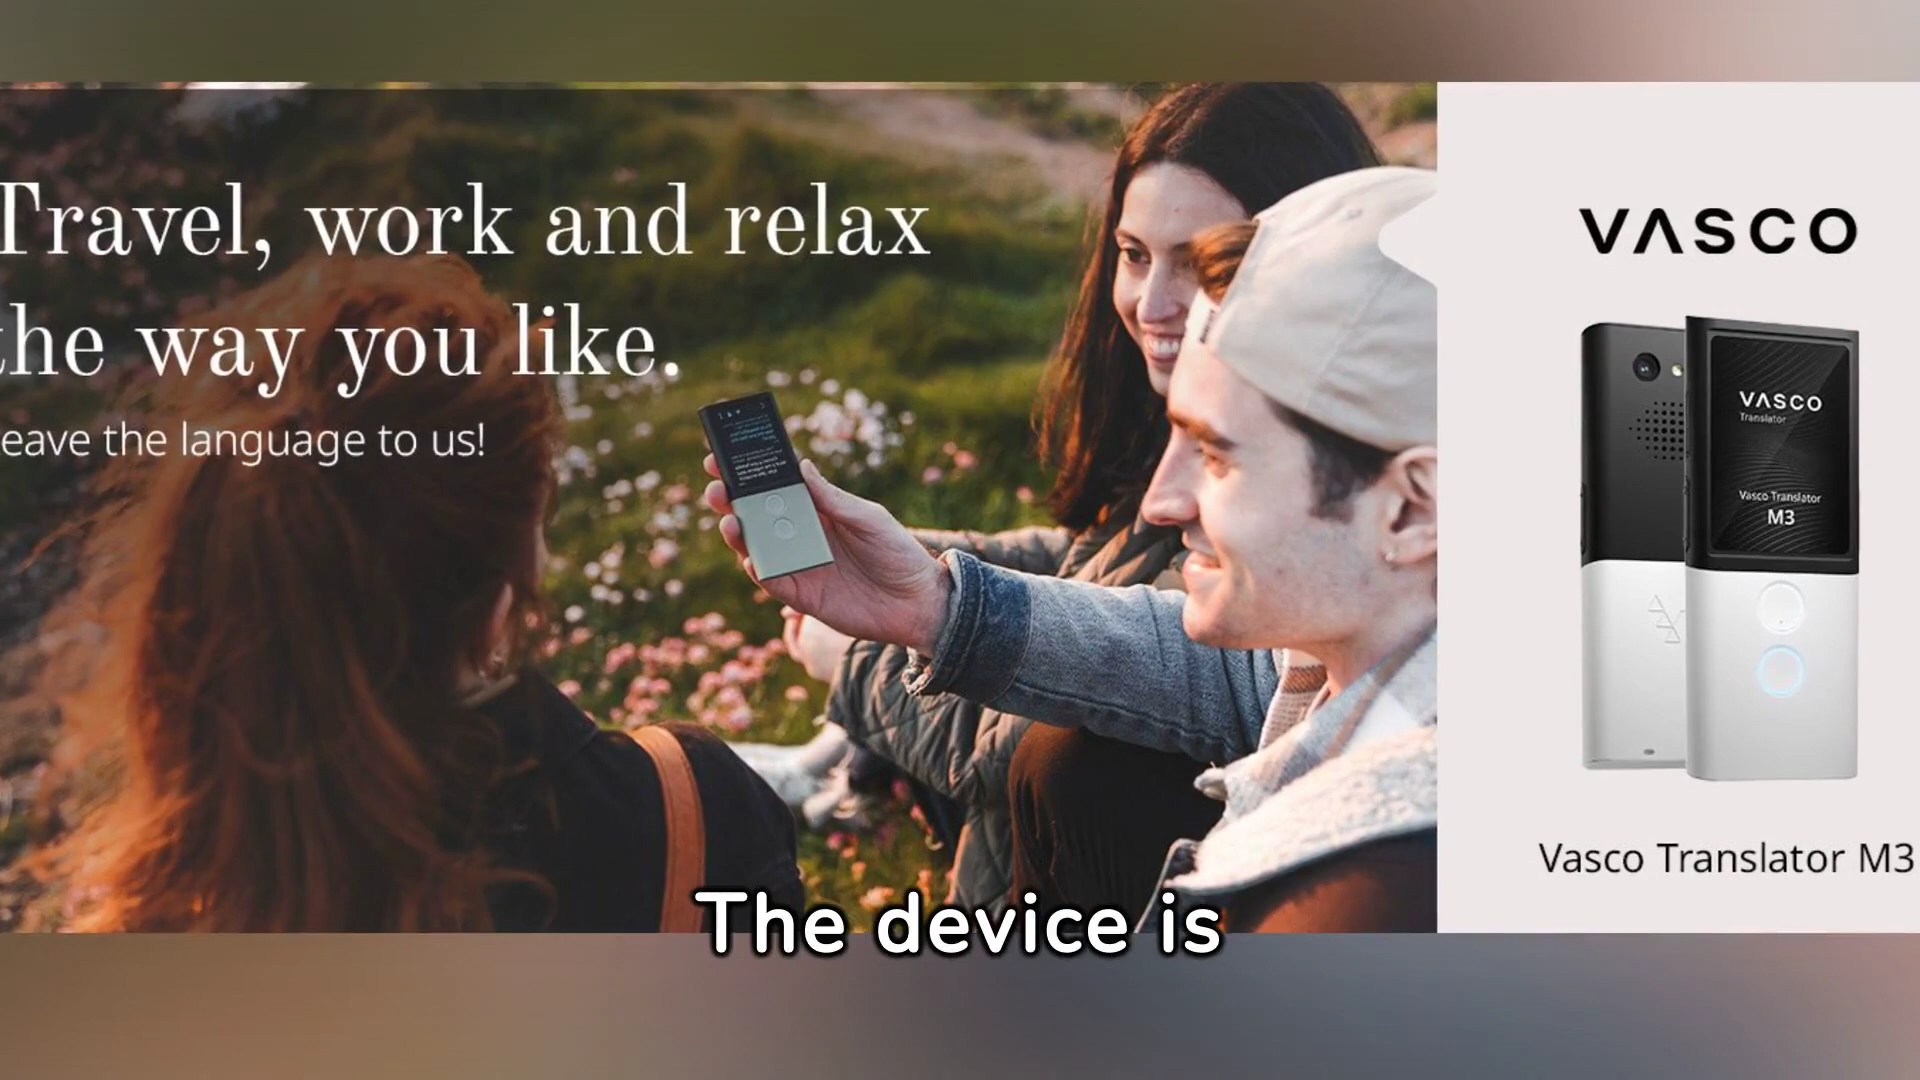 Travel, work and relax
the way you like.
eave the language to us!
VASCO
VASCO
Translator
Vasco Translator
M3
Vasco Translator M3
The device is